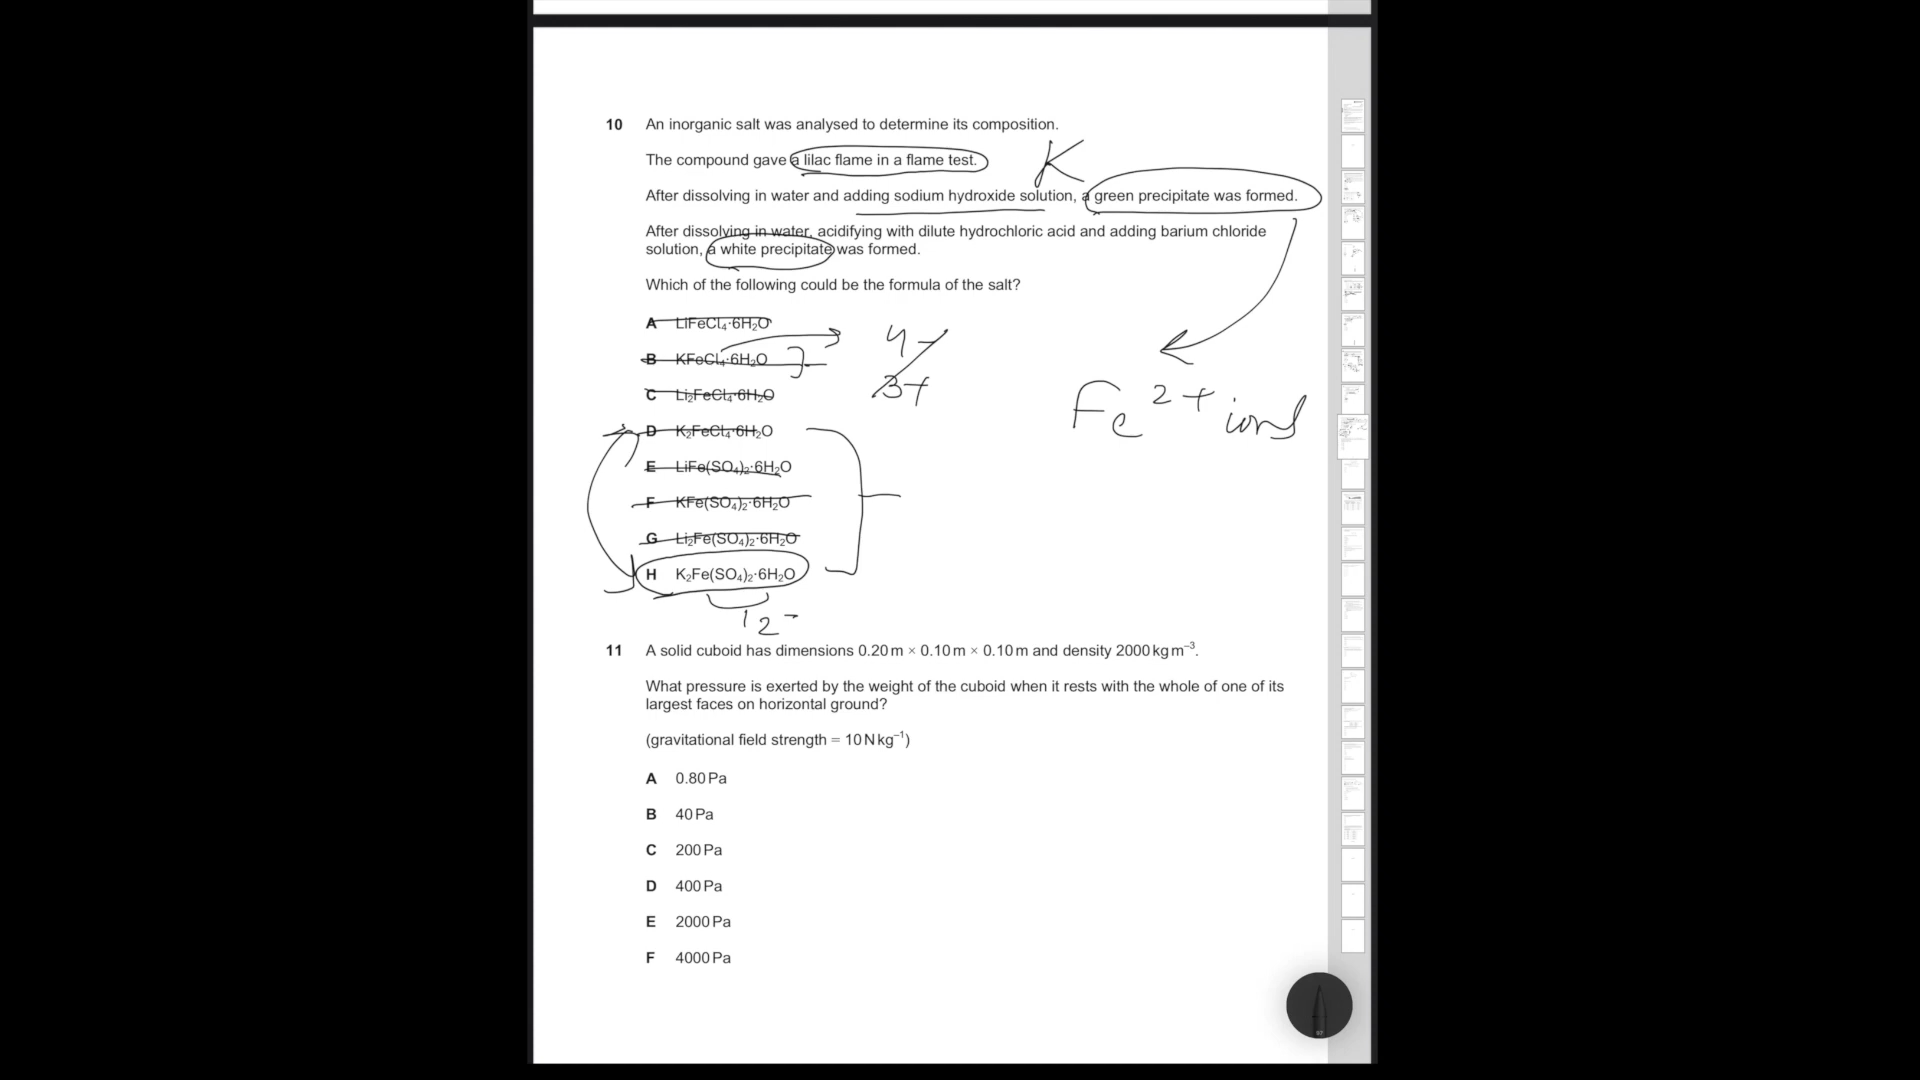 10 An inorganic salt was analysed to determine its composition.
The compound gave a lilac flame in a flame test.
K
After dissolving in water and adding sodium hydroxide solution, a green precipitate was formed.
After dissolving in water, acidifying with dilute hydrochloric acid and adding barium chloride
solution, a white precipitate was formed.
Which of the following could be the formula of the salt?
A LiFeCl₄·6H₂O
4-
B KFeCl₄·6H₂O
3+
C Li₂FeCl₄·6H₂O
Fe²⁺ ions
D K₂FeCl₄·6H₂O
E LiFe(SO₄)₂·6H₂O
F KFe(SO₄)₂·6H₂O
G Li₂Fe(SO₄)₂·6H₂O
H K₂Fe(SO₄)₂·6H₂O
11 A solid cuboid has dimensions 0.20 m × 0.10 m × 0.10 m and density 2000 kg m⁻³.
What pressure is exerted by the weight of the cuboid when it rests with the whole of one of its
largest faces on horizontal ground?
(gravitational field strength = 10 N kg⁻¹)
A 0.80 Pa
B 40 Pa
C 200 Pa
D 400 Pa
E 2000 Pa
F 4000 Pa
97